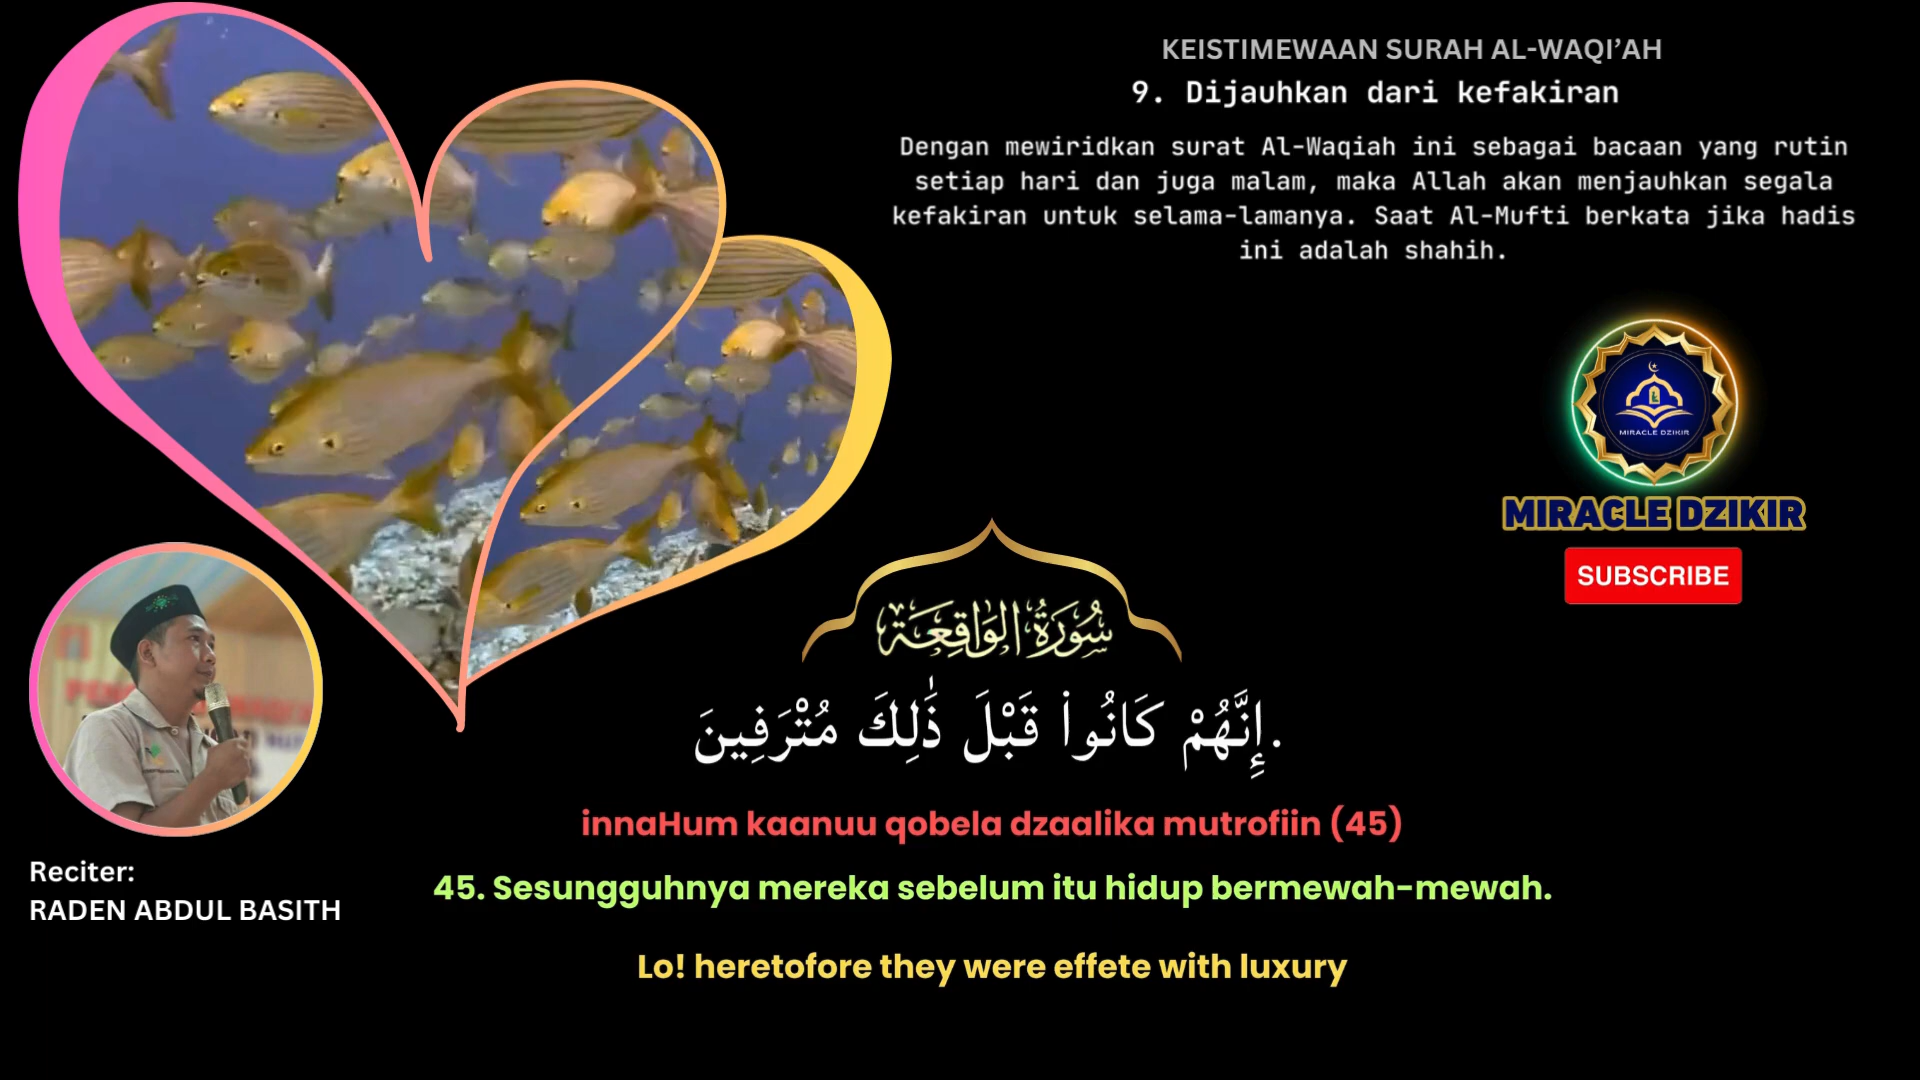 KEISTIMEWAAN SURAH AL-WAQI’AH
9. Dijauhkan dari kefakiran
Dengan mewiridkan surat Al-Waqiah ini sebagai bacaan yang rutin
setiap hari dan juga malam, maka Allah akan menjauhkan segala
kefakiran untuk selama-lamanya. Saat Al-Mufti berkata jika hadis
ini adalah shahih.
MIRACLE DZIKIR
MIRACLE DZIKIR
SUBSCRIBE
سُورَةُ الوَاقِعَة
إِنَّهُمْ كَانُوا۟ قَبْلَ ذَٰلِكَ مُتْرَفِينَ.
innaHum kaanuu qobela dzaalika mutrofiin (45)
45. Sesungguhnya mereka sebelum itu hidup bermewah-mewah.
Lo! heretofore they were effete with luxury
Reciter:
RADEN ABDUL BASITH